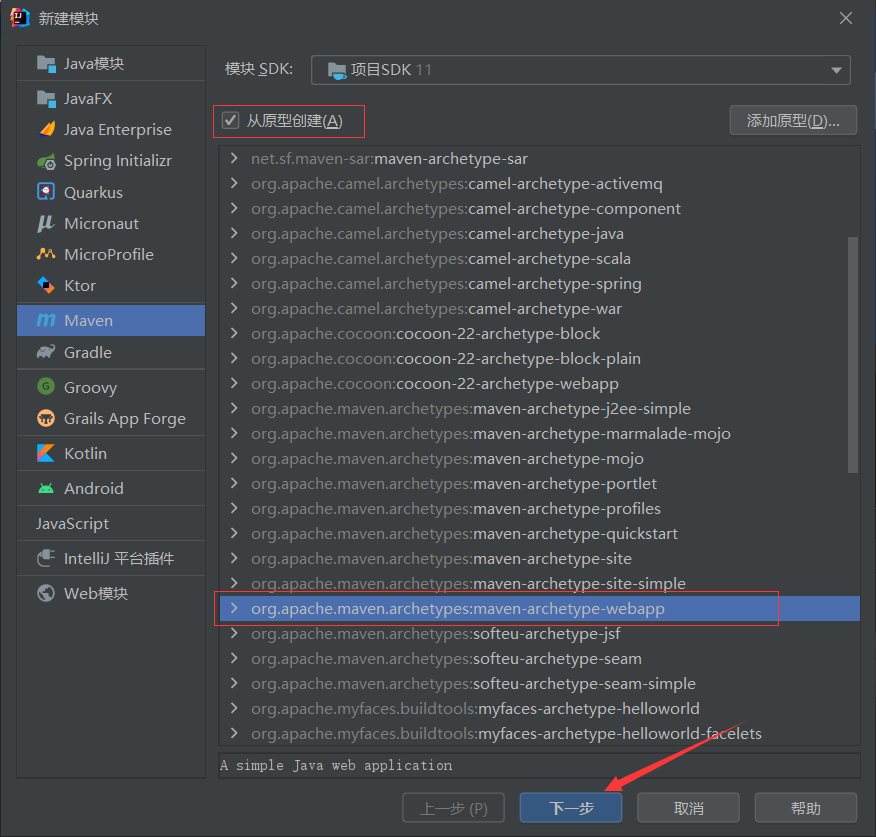 新建模块
Java模块
JavaFX
Java Enterprise
Spring Initializr
Quarkus
Micronaut
MicroProfile
Ktor
Maven
Gradle
Groovy
Grails App Forge
Kotlin
Android
JavaScript
IntelliJ 平台插件
Web模块
模块 SDK: 项目SDK 11
从原型创建(A) 添加原型(D)...
net.sf.maven-sar:maven-archetype-sar
org.apache.camel.archetypes:camel-archetype-activemq
org.apache.camel.archetypes:camel-archetype-component
org.apache.camel.archetypes:camel-archetype-java
org.apache.camel.archetypes:camel-archetype-scala
org.apache.camel.archetypes:camel-archetype-spring
org.apache.camel.archetypes:camel-archetype-war
org.apache.cocoon:cocoon-22-archetype-block
org.apache.cocoon:cocoon-22-archetype-block-plain
org.apache.cocoon:cocoon-22-archetype-webapp
org.apache.maven.archetypes:maven-archetype-j2ee-simple
org.apache.maven.archetypes:maven-archetype-marmalade-mojo
org.apache.maven.archetypes:maven-archetype-mojo
org.apache.maven.archetypes:maven-archetype-portlet
org.apache.maven.archetypes:maven-archetype-profiles
org.apache.maven.archetypes:maven-archetype-quickstart
org.apache.maven.archetypes:maven-archetype-site
org.apache.maven.archetypes:maven-archetype-site-simple
org.apache.maven.archetypes:maven-archetype-webapp
org.apache.maven.archetypes:softeu-archetype-jsf
org.apache.maven.archetypes:softeu-archetype-seam
org.apache.maven.archetypes:softeu-archetype-seam-simple
org.apache.myfaces.buildtools:myfaces-archetype-helloworld
org.apache.myfaces.buildtools:myfaces-archetype-helloworld-facelets
A simple Java web application
上一步 (P) 下一步 取消 帮助